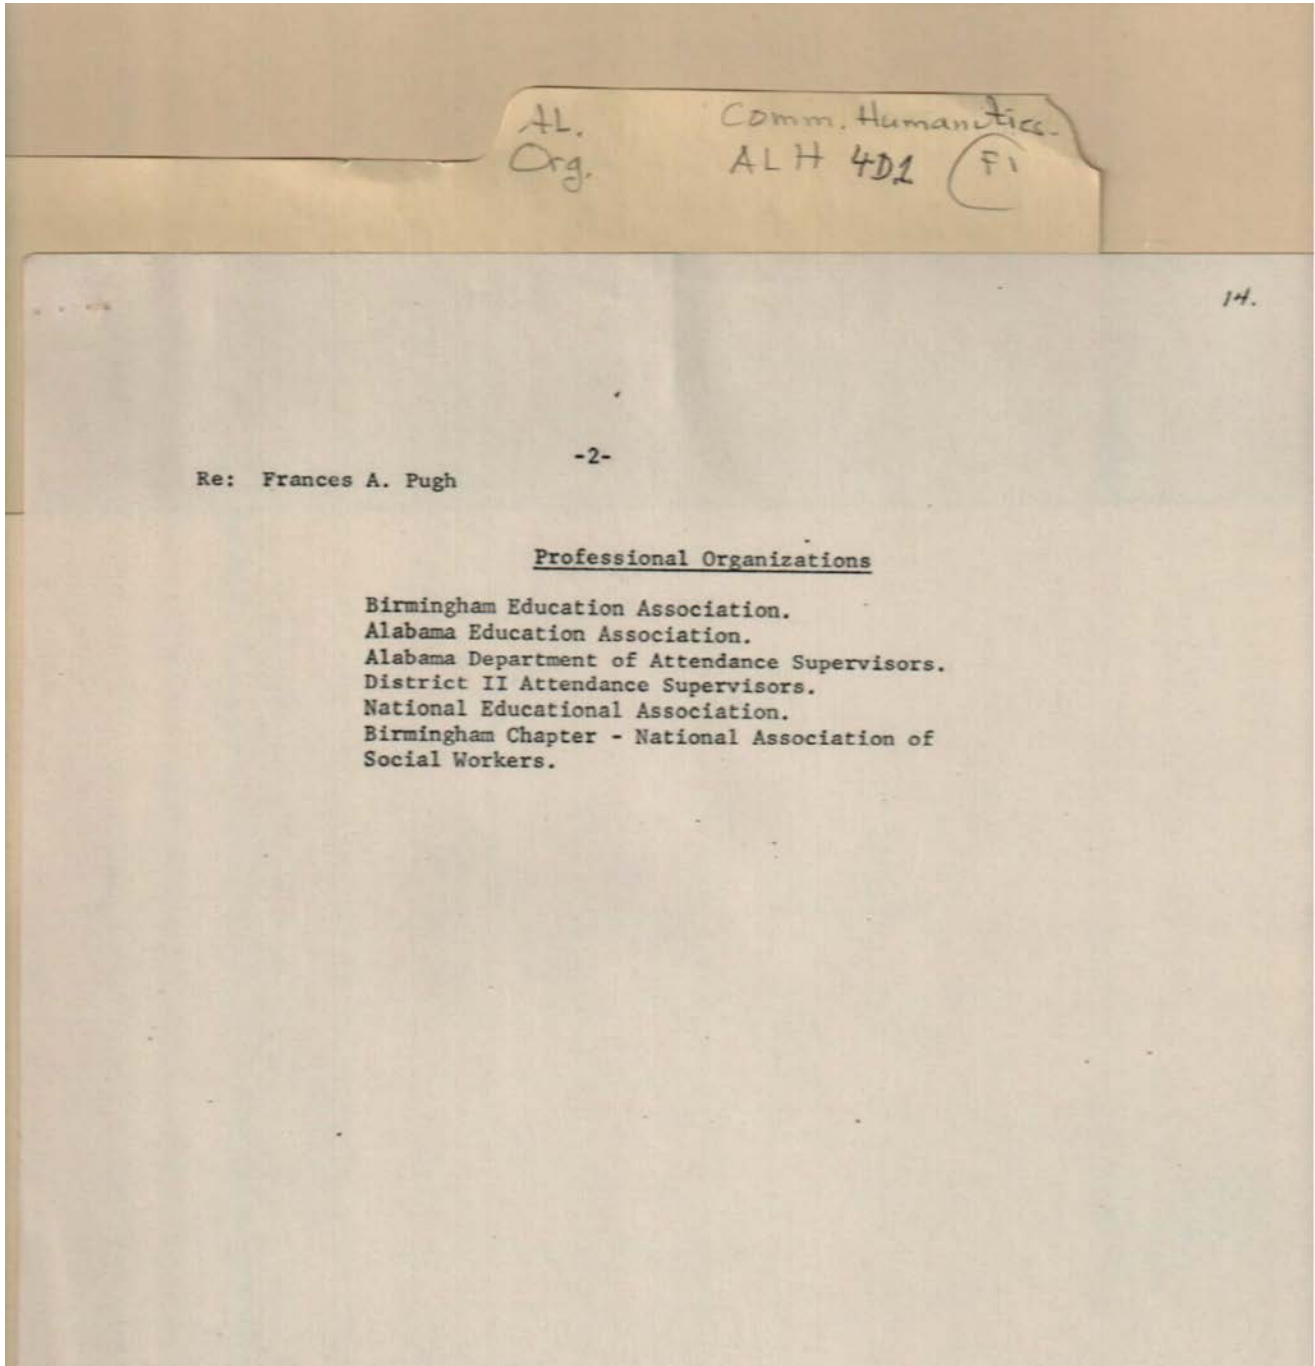 AL. Comm. Humanities.
Org. ALH 4D1 F1
14.
-2-
Re: Frances A. Pugh
Professional Organizations
Birmingham Education Association.
Alabama Education Association.
Alabama Department of Attendance Supervisors.
District II Attendance Supervisors.
National Educational Association.
Birmingham Chapter - National Association of
Social Workers.